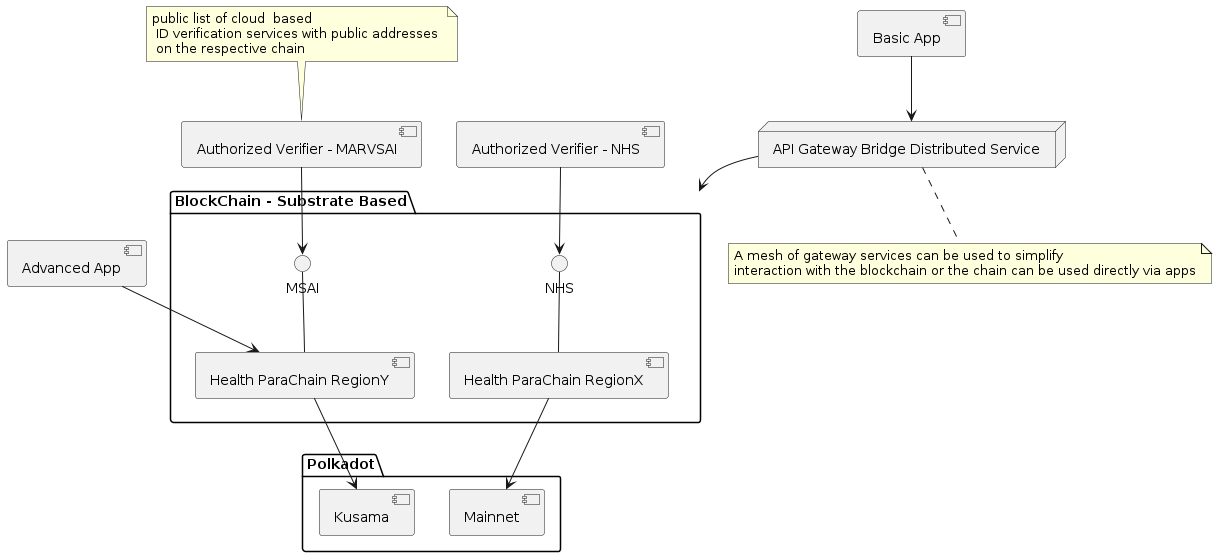 public list of cloud  based
ID verification services with public addresses
on the respective chain
Basic App
Authorized Verifier - MARVSAI
Authorized Verifier - NHS
API Gateway Bridge Distributed Service
BlockChain - Substrate Based
Advanced App
MSAI
NHS
A mesh of gateway services can be used to simplify
interaction with the blockchain or the chain can be used directly via apps
Health ParaChain RegionY
Health ParaChain RegionX
Polkadot
Kusama
Mainnet